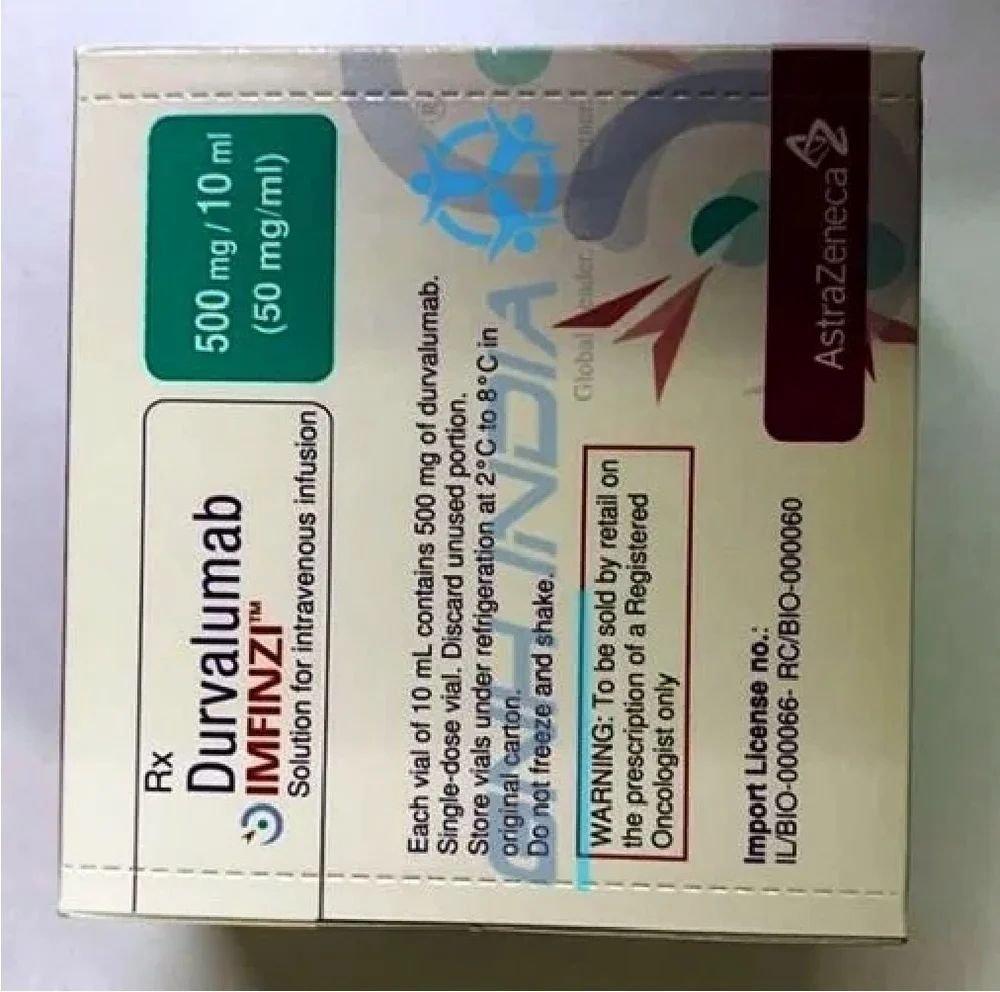 Rx
Durvalumab
IMFINZI™
Solution for intravenous infusion
500 mg / 10 ml
(50 mg/ml)
Each vial of 10 mL contains 500 mg of durvalumab.
Single-dose vial. Discard unused portion.
Store vials under refrigeration at 2°C to 8°C in
original carton.
Do not freeze and shake.
WARNING: To be sold by retail on
the prescription of a Registered
Oncologist only
Import License no.:
IL/BIO-000066- RC/BIO-000060
AstraZeneca
INDIA
Global
®